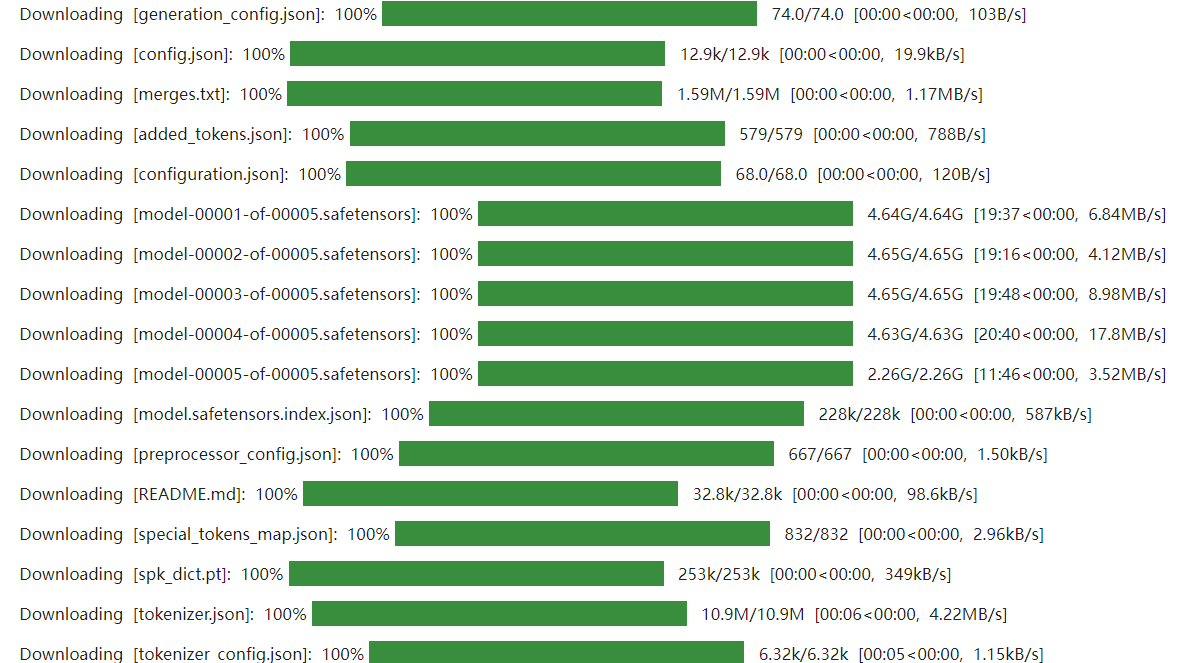 Downloading [generation_config.json]: 100% 74.0/74.0 [00:00<00:00, 103B/s]
Downloading [config.json]: 100% 12.9k/12.9k [00:00<00:00, 19.9kB/s]
Downloading [merges.txt]: 100% 1.59M/1.59M [00:00<00:00, 1.17MB/s]
Downloading [added_tokens.json]: 100% 579/579 [00:00<00:00, 788B/s]
Downloading [configuration.json]: 100% 68.0/68.0 [00:00<00:00, 120B/s]
Downloading [model-00001-of-00005.safetensors]: 100% 4.64G/4.64G [19:37<00:00, 6.84MB/s]
Downloading [model-00002-of-00005.safetensors]: 100% 4.65G/4.65G [19:16<00:00, 4.12MB/s]
Downloading [model-00003-of-00005.safetensors]: 100% 4.65G/4.65G [19:48<00:00, 8.98MB/s]
Downloading [model-00004-of-00005.safetensors]: 100% 4.63G/4.63G [20:40<00:00, 17.8MB/s]
Downloading [model-00005-of-00005.safetensors]: 100% 2.26G/2.26G [11:46<00:00, 3.52MB/s]
Downloading [model.safetensors.index.json]: 100% 228k/228k [00:00<00:00, 587kB/s]
Downloading [preprocessor_config.json]: 100% 667/667 [00:00<00:00, 1.50kB/s]
Downloading [README.md]: 100% 32.8k/32.8k [00:00<00:00, 98.6kB/s]
Downloading [special_tokens_map.json]: 100% 832/832 [00:00<00:00, 2.96kB/s]
Downloading [spk_dict.pt]: 100% 253k/253k [00:00<00:00, 349kB/s]
Downloading [tokenizer.json]: 100% 10.9M/10.9M [00:06<00:00, 4.22MB/s]
Downloading [tokenizer_config.json]: 100% 6.32k/6.32k [00:05<00:00, 1.15kB/s]